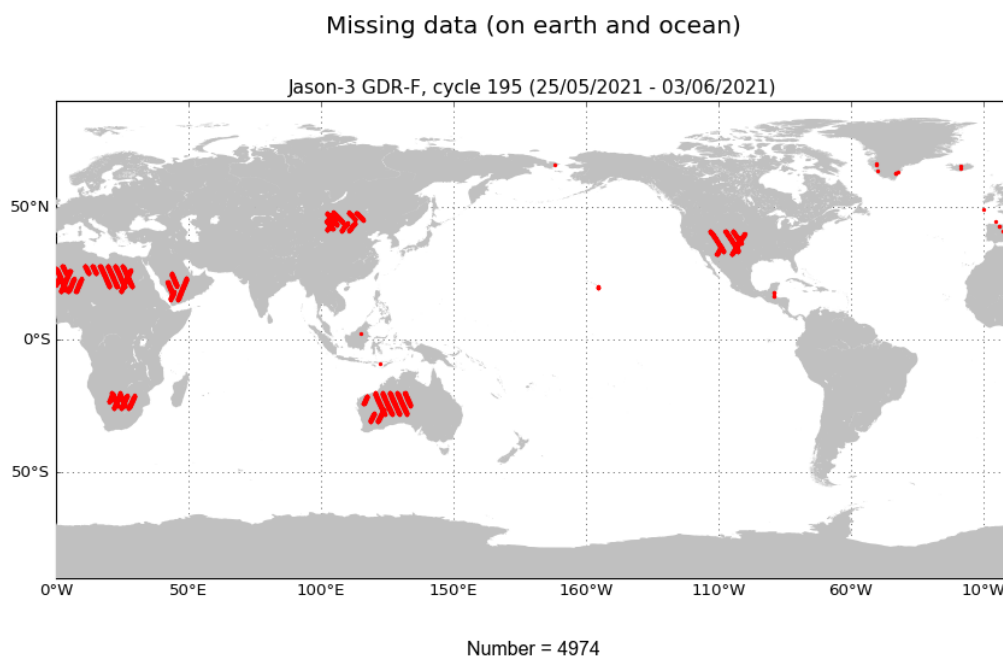 Missing data (on earth and ocean)
Jason-3 GDR-F, cycle 195 (25/05/2021 - 03/06/2021)
50°N
0°S
50°S
0°W 50°E 100°E 150°E 160°W 110°W 60°W 10°W
Number = 4974